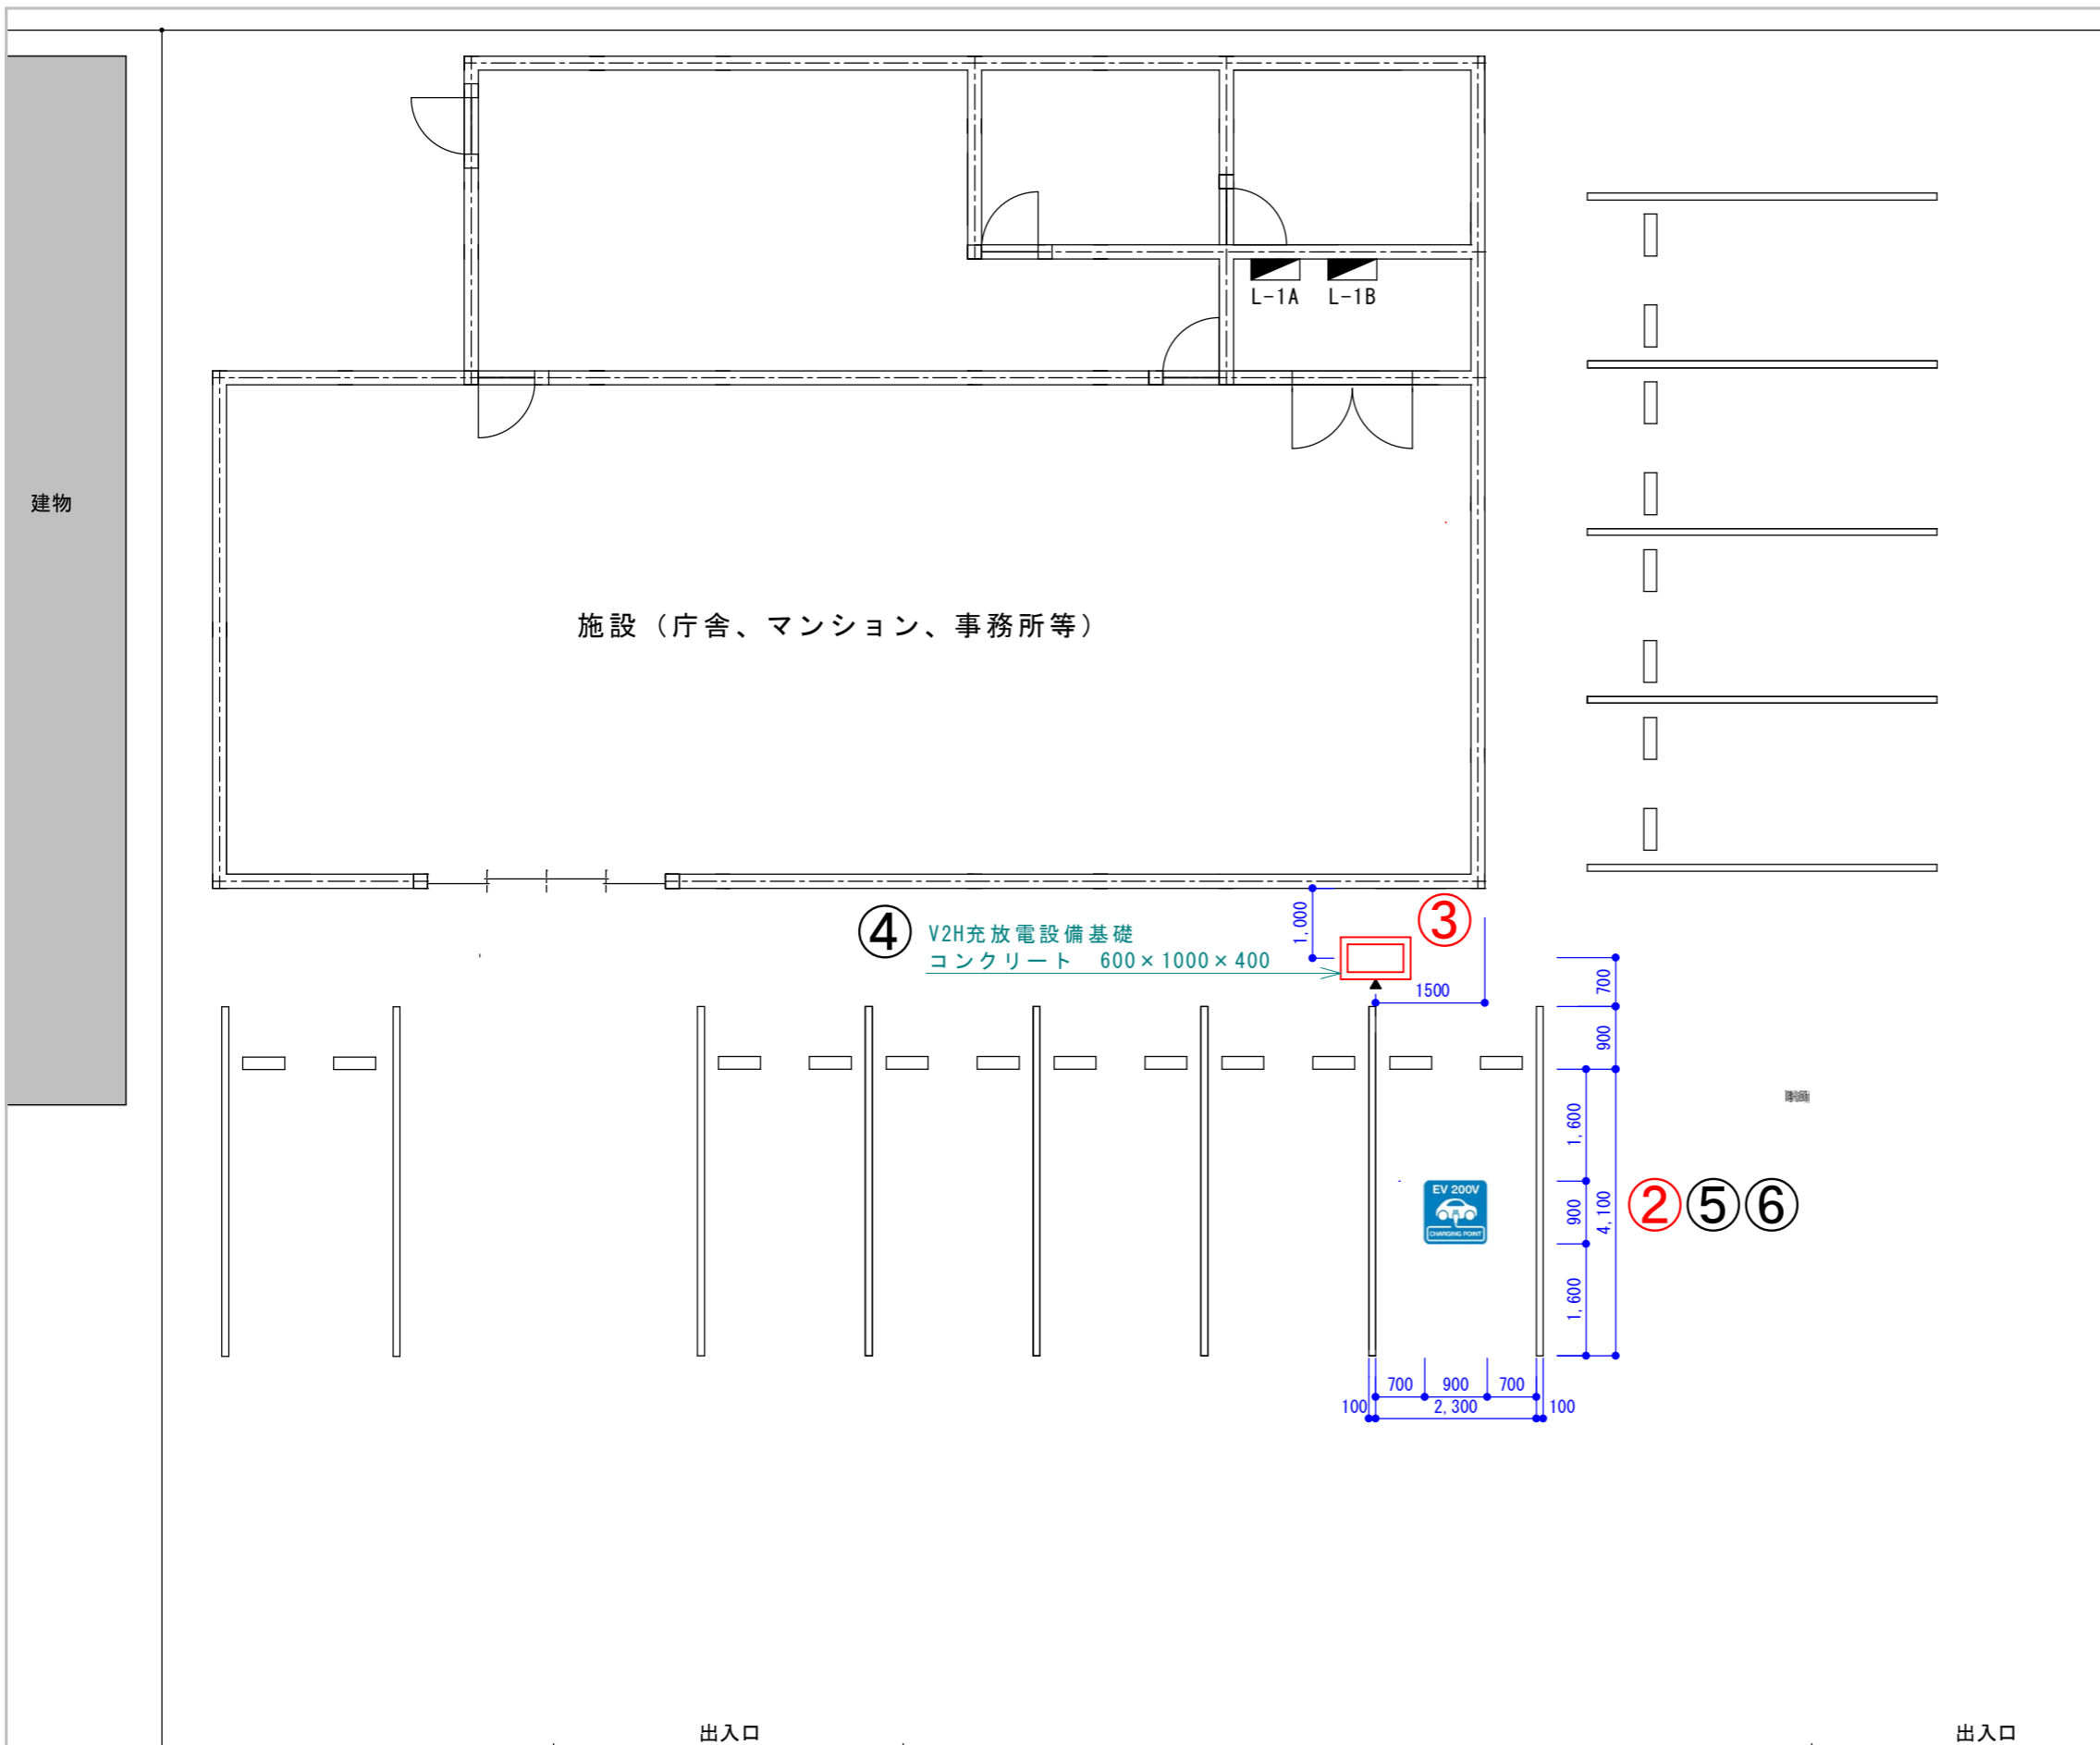 L-1A L-1B
建物
施設（庁舎、マンション、事務所等）
④ V2H充放電設備基礎
コンクリート 600×1000×400
1,000
③
1500
700
900
1,600
900
4,100
1,600
EV 200V
CHARGING POINT
②⑤⑥
700 900 700
100 2,300 100
出入口 出入口